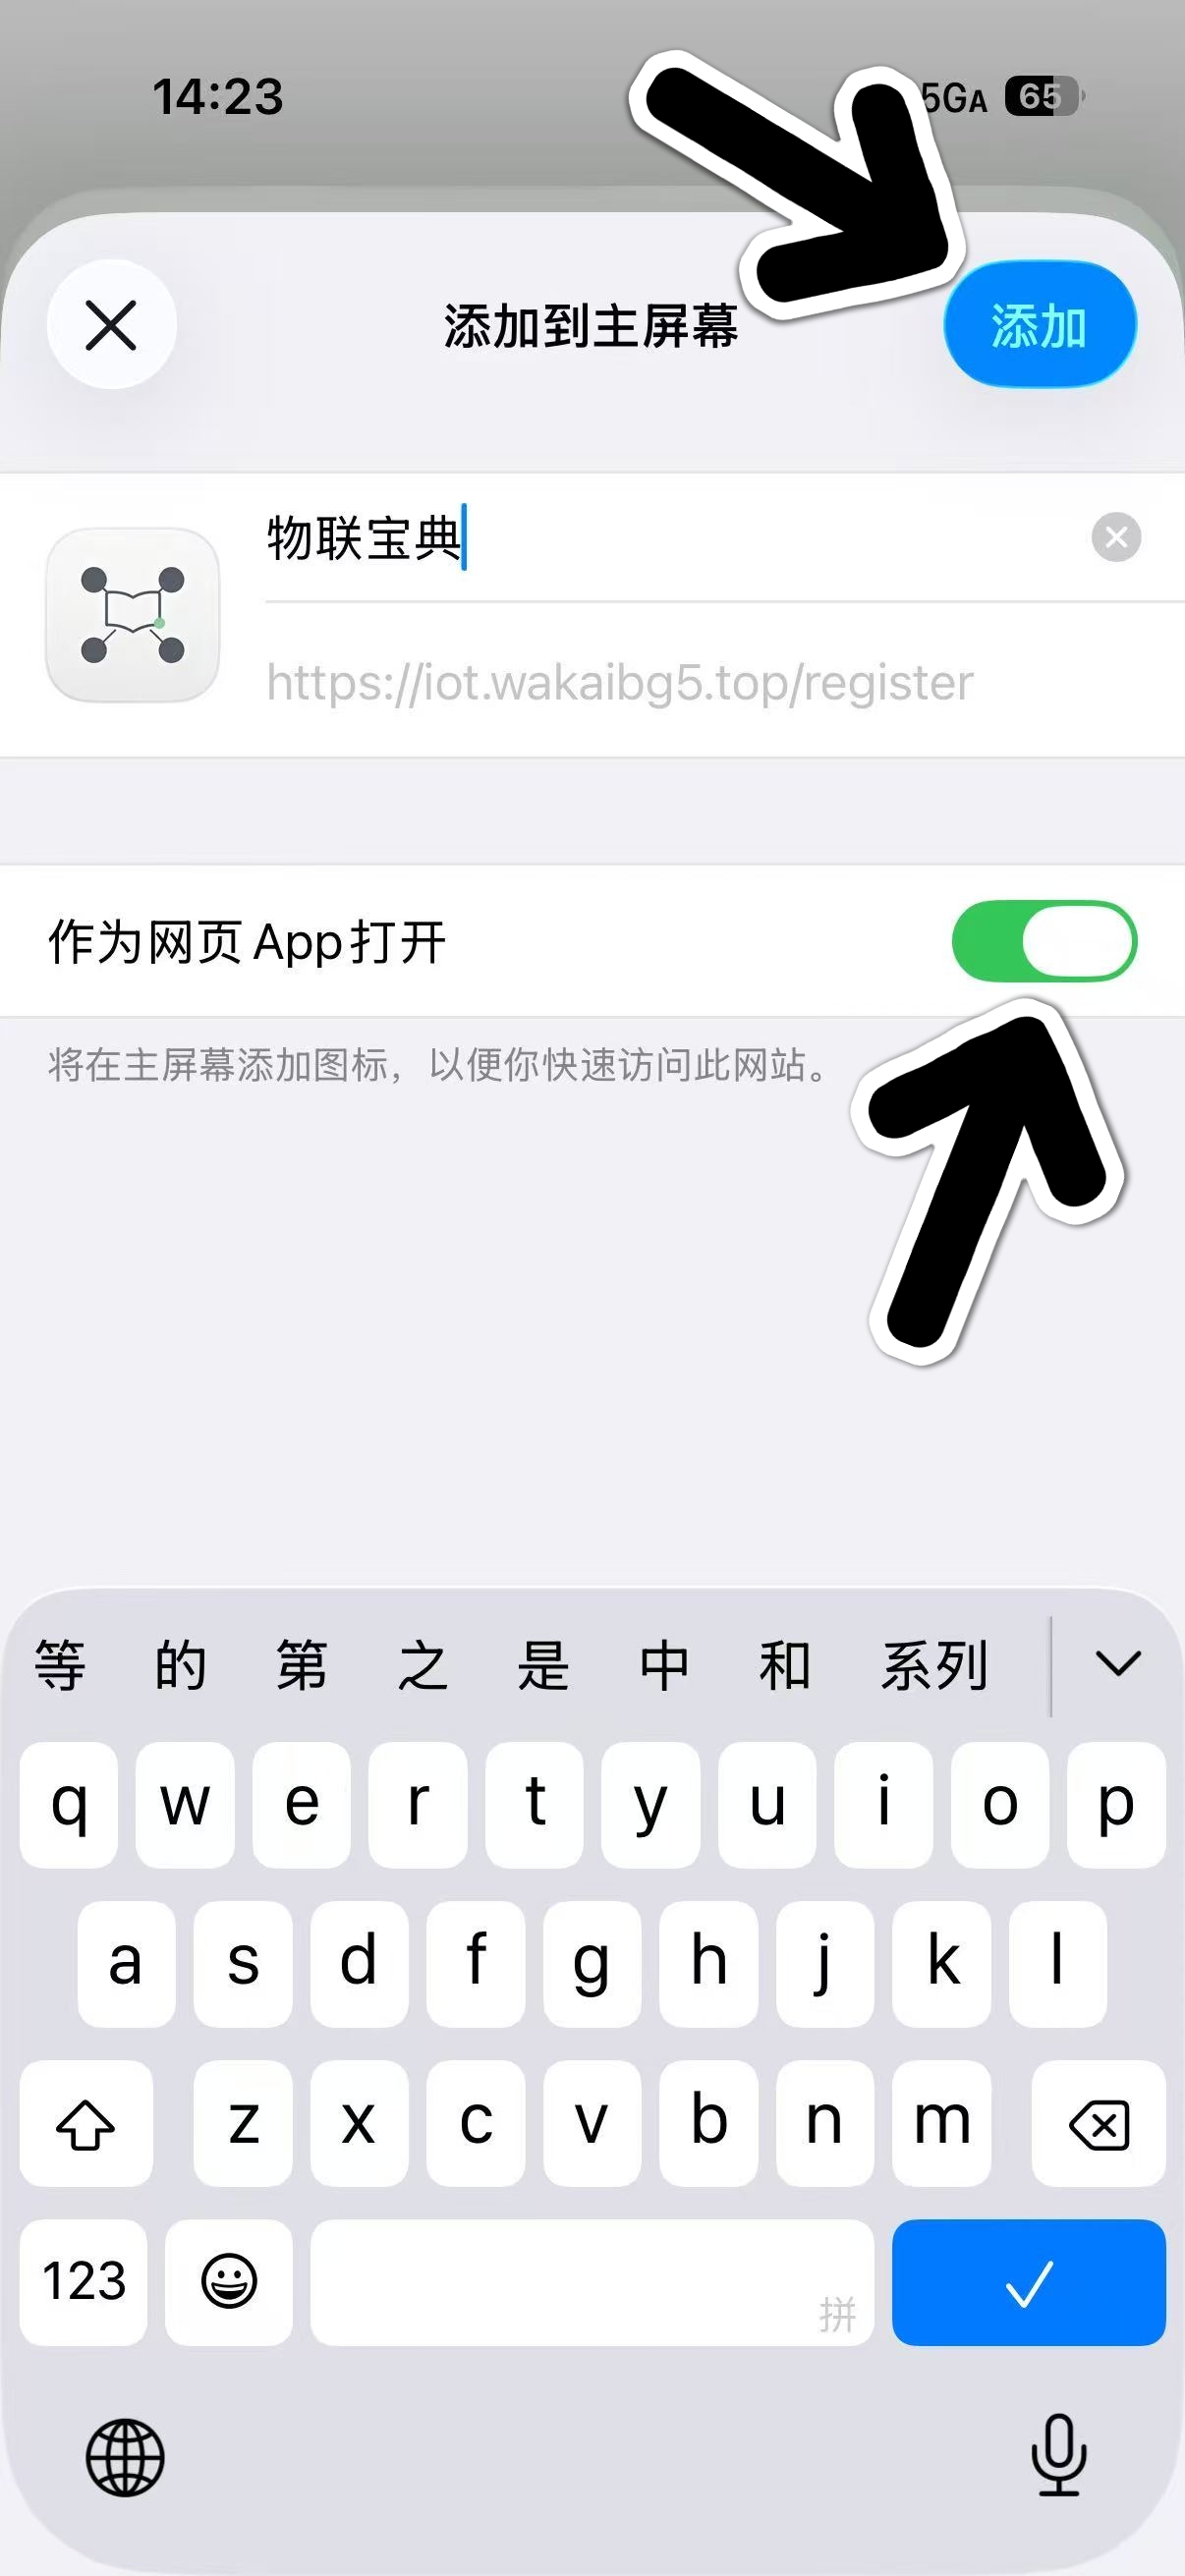 14:23
5GA 65
添加到主屏幕
添加
物联宝典
https://iot.wakaibg5.top/register
作为网页 App 打开
将在主屏幕添加图标，以便你快速访问此网站。
等 的 第 之 是 中 和 系列
q w e r t y u i o p
a s d f g h j k l
z x c v b n m
123
拼